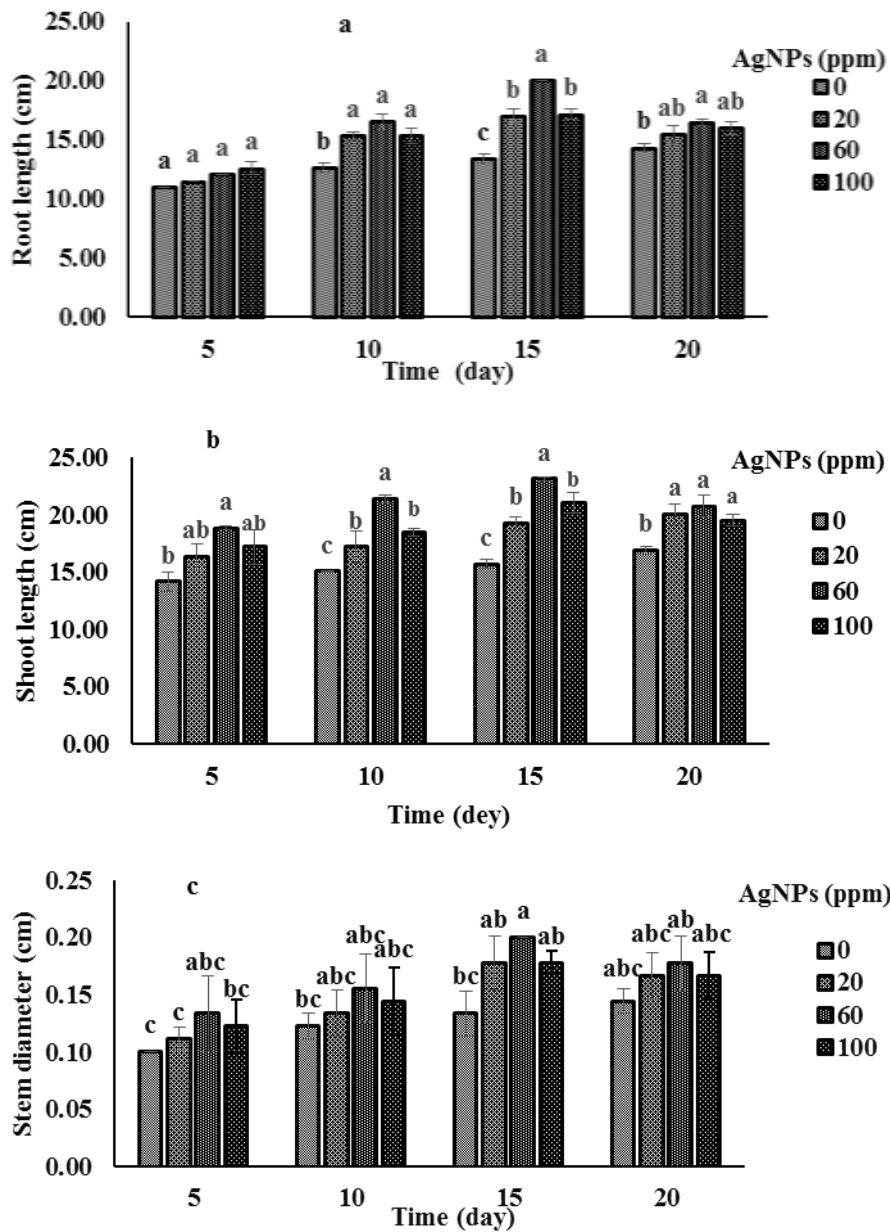 a
AgNPs (ppm)
0
20
60
100
Root length (cm)
25.00
20.00
15.00
10.00
5.00
0.00
a a a a
b a a a
c b a b
b ab a ab
5 10 15 20
Time (day)
b
AgNPs (ppm)
0
20
60
100
Shoot length (cm)
25.00
20.00
15.00
10.00
5.00
0.00
b ab a ab
c b a b
c b a b
b a a a
5 10 15 20
Time (dey)
c
AgNPs (ppm)
0
20
60
100
Stem diameter (cm)
0.25
0.20
0.15
0.10
0.05
0.00
c c abc bc
bc abc abc abc
bc ab a ab
abc abc ab abc
5 10 15 20
Time (day)